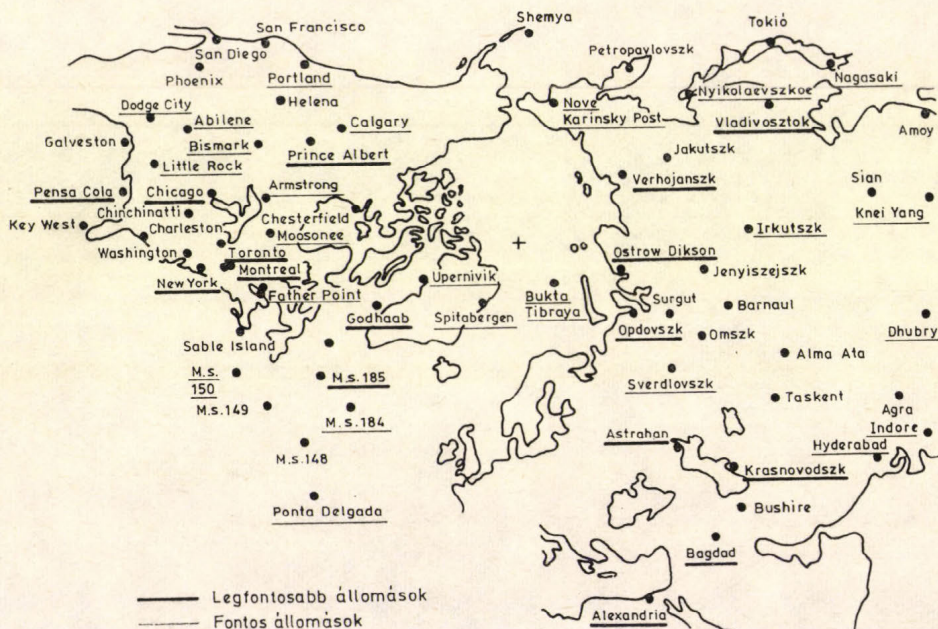 San Francisco
San Diego
Phoenix
Portland
Shemya
Tokió
Petropavlovszk
Nagasaki
Nyikolaevszkoe
Vladivosztok
Amoy
Nove
Karinsky Post
Dodge City
Helena
Abilene
Calgary
Galveston
Bismark
Prince Albert
Little Rock
Jakutszk
Verhojanszk
Sian
Pensa Cola
Chicago
Armstrong
Knei Yang
Key West
Chinchinatti
Charleston
Chesterfield
Moosonee
Irkutszk
Washington
Toronto
Montreal
Ostrow Dikson
Jenyiszejszk
New York
Father Point
Upernivik
Godhaab
Spitabergen
Bukta
Tibraya
Surgut
Barnaul
Opdovszk
Omszk
Dhubry
Sable Island
Alma Ata
M.s.
150
M.s.185
Sverdlovszk
M.s.149
M.s.184
Taskent
Agra
Indore
M.s.148
Astrahan
Hyderabad
Krasnovodszk
Ponta Delgada
Bushire
Bagdad
Alexandria
Legfontosabb állomások
Fontos állomások